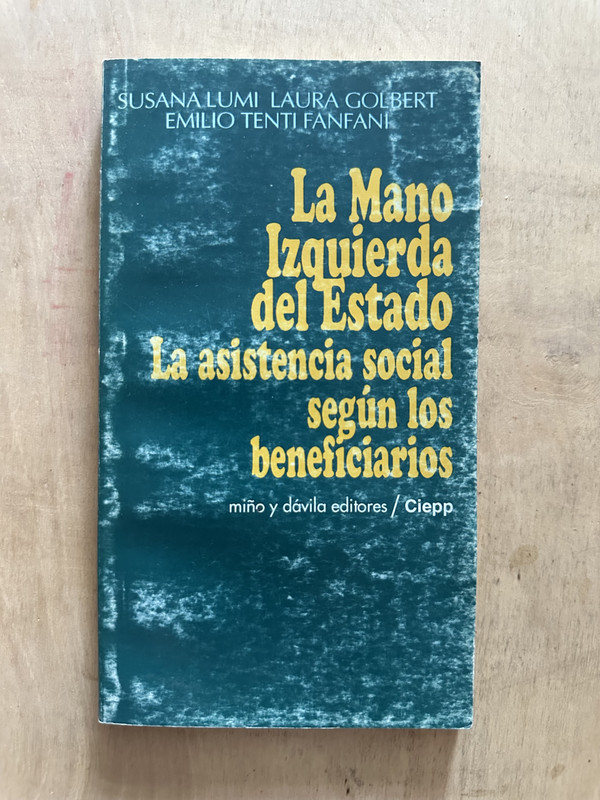 SUSANA LUMI LAURA GOLBERT
EMILIO TENTI FANFANI
La Mano
Izquierda
del Estado
La asistencia social
según los
beneficiarios
miño y dávila editores / Ciepp